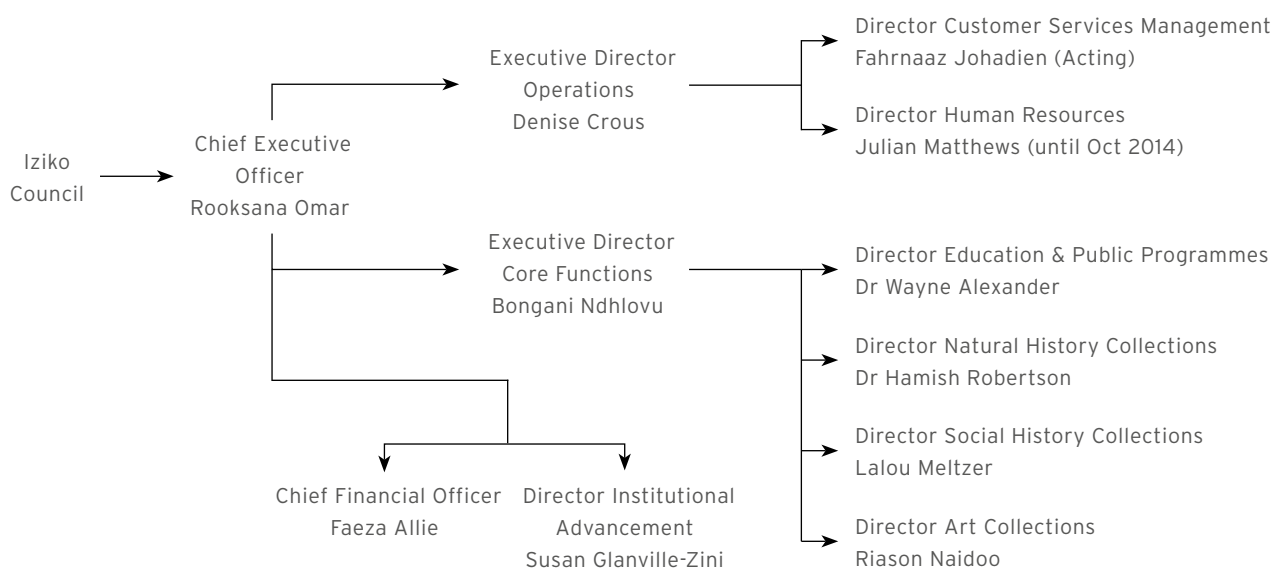 Iziko
Council
Chief Executive
Officer
Rooksana Omar
Executive Director
Operations
Denise Crous
Director Customer Services Management
Fahrnaaz Johadien (Acting)
Director Human Resources
Julian Matthews (until Oct 2014)
Executive Director
Core Functions
Bongani Ndhlovu
Director Education & Public Programmes
Dr Wayne Alexander
Director Natural History Collections
Dr Hamish Robertson
Director Social History Collections
Lalou Meltzer
Director Art Collections
Riason Naidoo
Chief Financial Officer
Faeza Allie
Director Institutional
Advancement
Susan Glanville-Zini